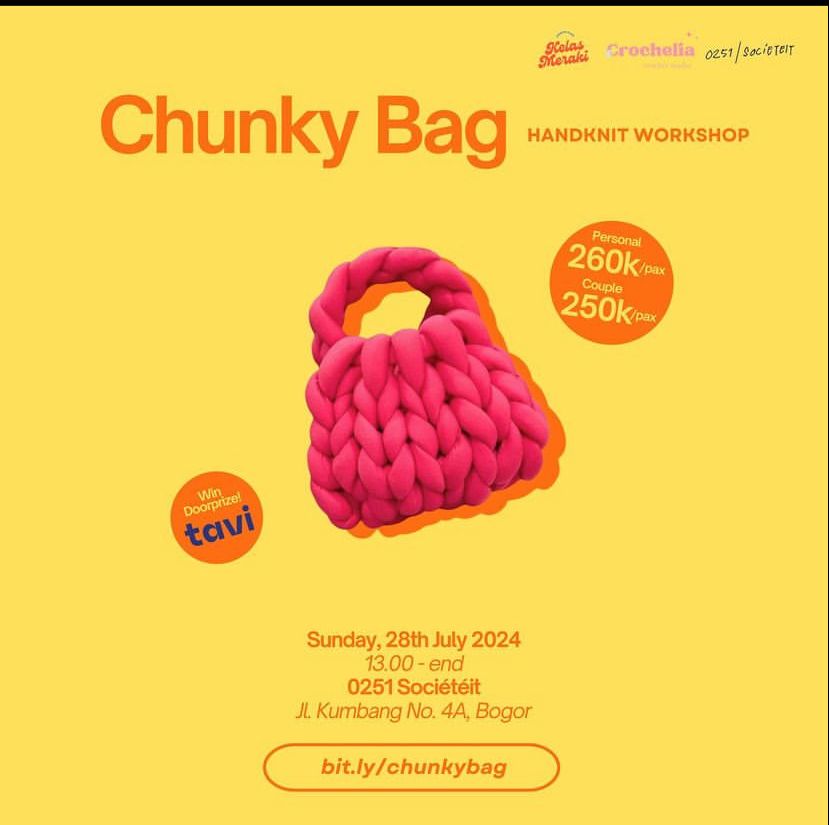 Kelas
Meraki
Crochelia
0251/SOCIETEIT
Chunky Bag
HANDKNIT WORKSHOP
Personal
260k/pax
Couple
250k/pax
Win
Doorprize!
tavi
Sunday, 28th July 2024
13.00 - end
0251 Sociétéit
Jl. Kumbang No. 4A, Bogor
bit.ly/chunkybag